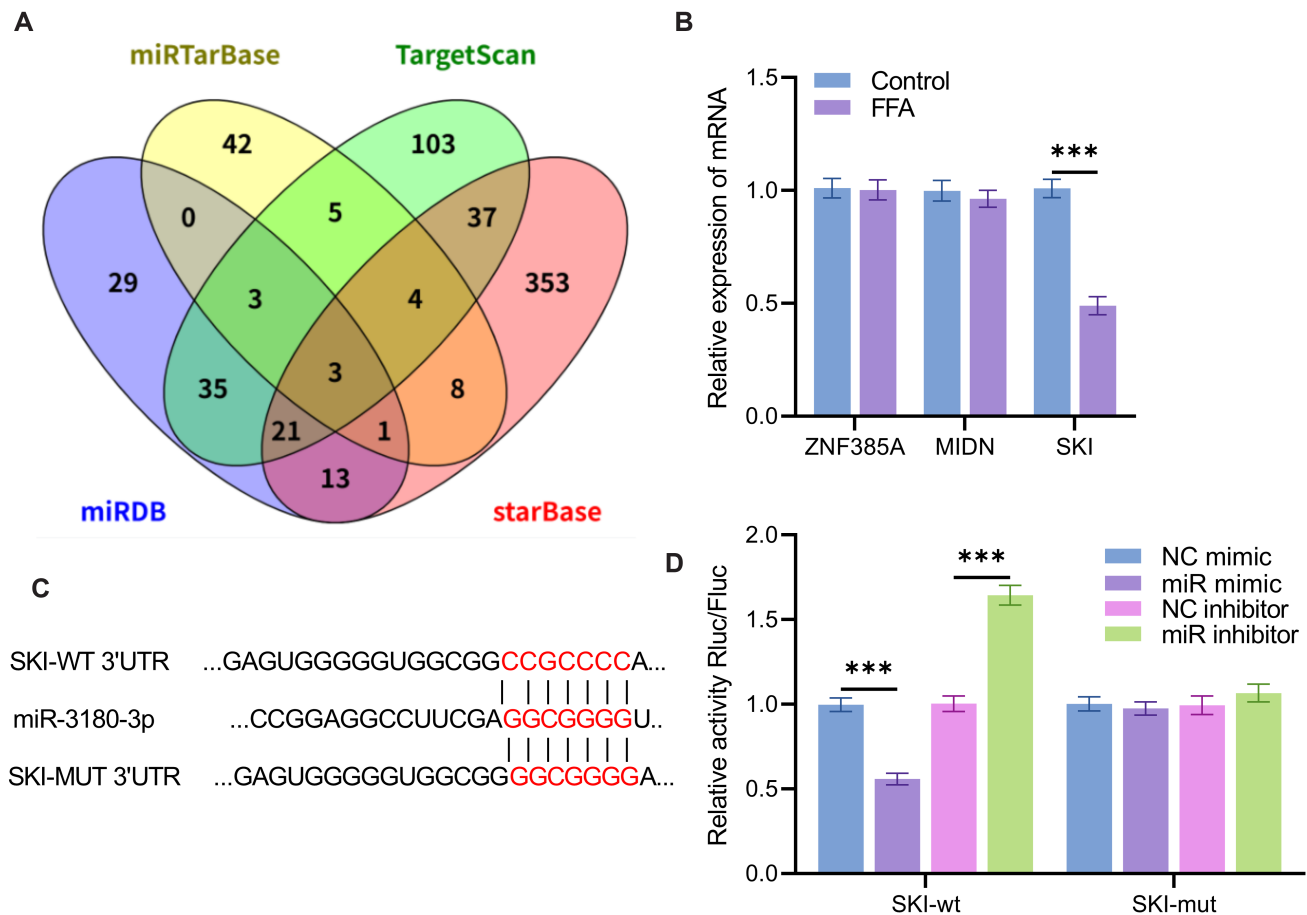 A
miRTarBase
TargetScan
42
103
0
5
37
29
3
4
353
35
3
8
21
1
13
miRDB
starBase
B
Relative expression of mRNA
1.5
1.0
0.5
0.0
Control
FFA
***
ZNF385A
MIDN
SKI
C
SKI-WT 3'UTR ...GAGUGGGGGUGGCGGCCGCCCCA...
miR-3180-3p ...CCGGAGGCCUUCGAGGCGGGGU..
SKI-MUT 3'UTR ...GAGUGGGGGUGGCGGGGCGGGGA...
D
Relative activity Rluc/Fluc
2.0
1.5
1.0
0.5
0.0
NC mimic
miR mimic
NC inhibitor
miR inhibitor
***
***
SKI-wt
SKI-mut